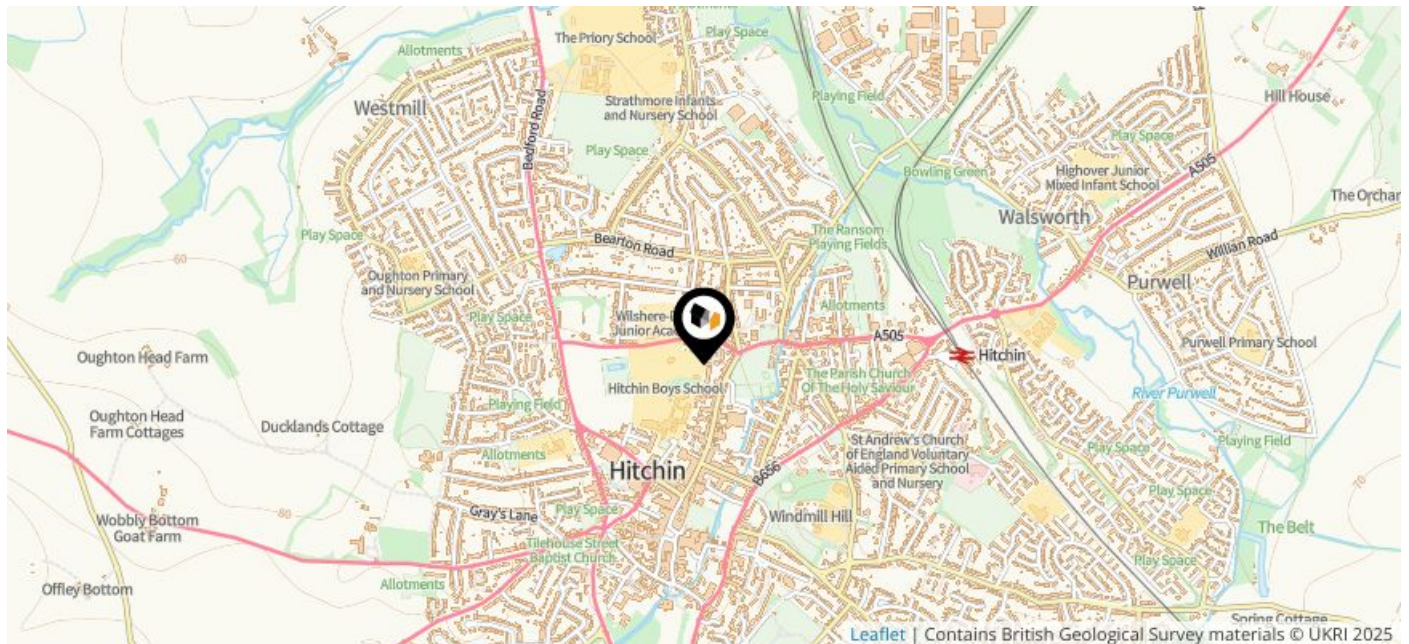 Allotments
The Priory School
Play Space
Westmill
Bedford Road
Strathmore Infants
and Nursery School
Play Space
Playing Field
Hill House
Play Space
Bowling Green
Highover Junior
Mixed Infant School
A505
The Orchar
Walsworth
Play Space
Bearton Road
The Ransom
Playing Fields
Willian Road
60
Oughton Primary
and Nursery School
Purwell
Play Space
Wilshere-
Junior Aca
Allotments
A505
Hitchin
Purwell Primary School
Oughton Head Farm
Hitchin Boys School
The Parish Church
Of The Holy Saviour
River Purwell
Oughton Head
Farm Cottages
Ducklands Cottage
Playing Field
Allotments
St Andrew's Church
of England Voluntary
Aided Primary School
and Nursery
Play Space
Playing Field
Hitchin
B656
Play Space
Wobbly Bottom
Goat Farm
Gray's Lane
Play Space
Windmill Hill
The Belt
Tilehouse Street
Baptist Church
Play Space
Offley Bottom
Allotments
Spring Cottage
Leaflet | Contains British Geological Survey materials © UKRI 2025